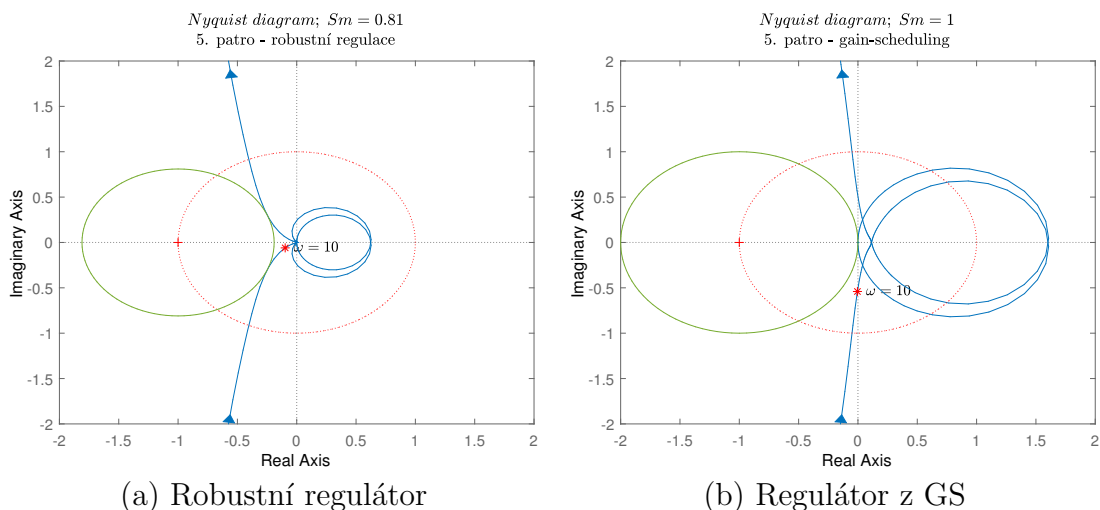 Nyquist diagram; Sm = 0.81
5. patro - robustní regulace
2
1.5
1
0.5
0
-0.5
-1
-1.5
-2
Imaginary Axis
ω = 10
-2 -1.5 -1 -0.5 0 0.5 1 1.5 2
Real Axis
(a) Robustní regulátor
Nyquist diagram; Sm = 1
5. patro - gain-scheduling
2
1.5
1
0.5
0
-0.5
-1
-1.5
-2
Imaginary Axis
ω = 10
-2 -1.5 -1 -0.5 0 0.5 1 1.5 2
Real Axis
(b) Regulátor z GS